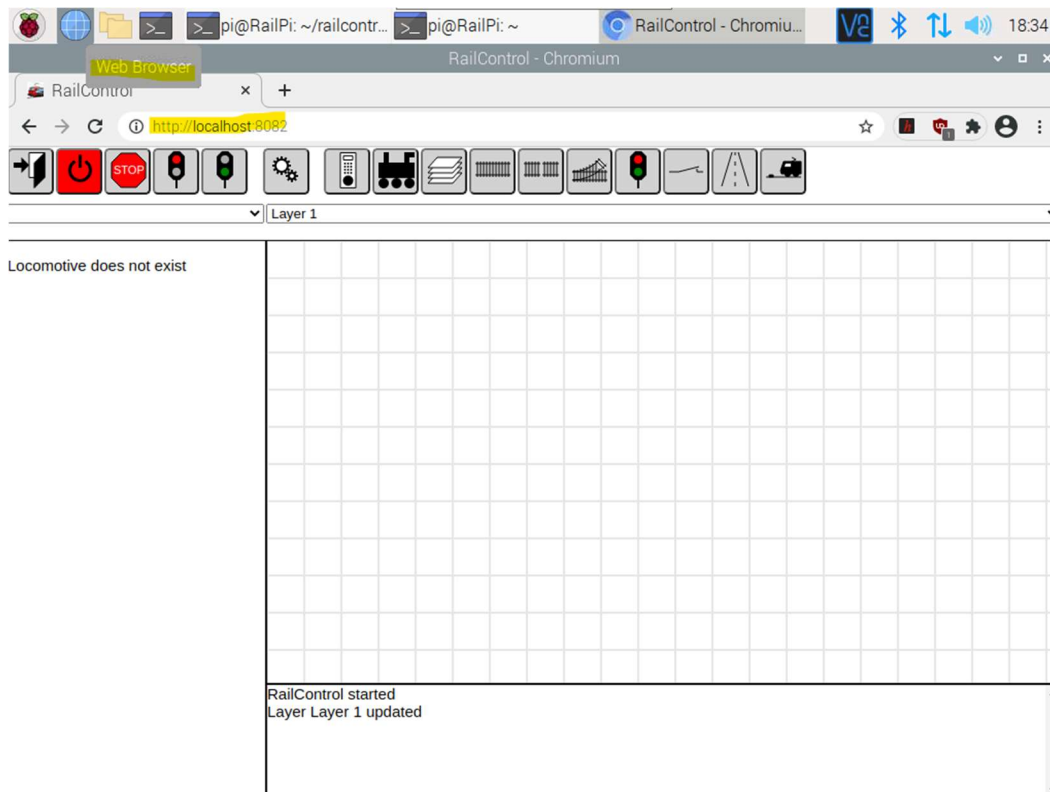 pi@RailPi: ~/railcontr... pi@RailPi: ~ RailControl - Chromiu... 18:34
Web Browser RailControl - Chromium
RailControl
http://localhost:8082
STOP
Layer 1
Locomotive does not exist
RailControl started
Layer Layer 1 updated